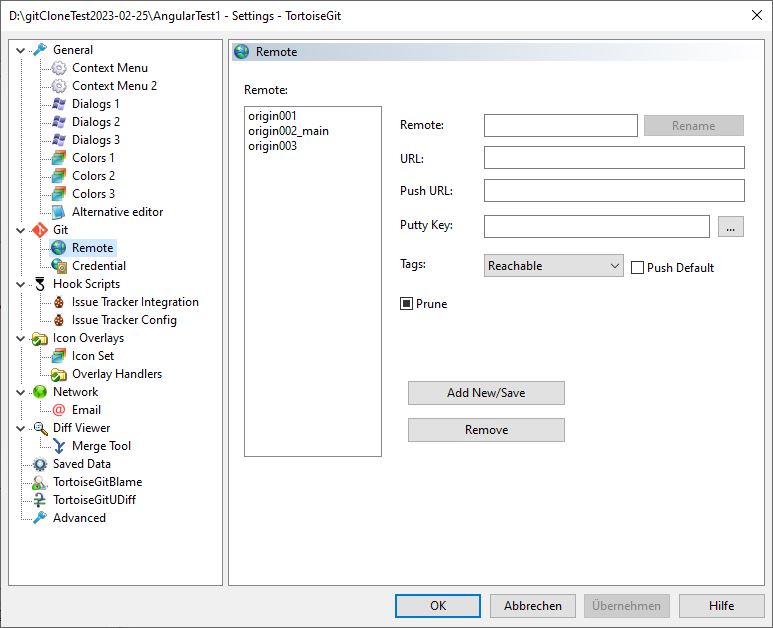 D:\gitCloneTest2023-02-25\AngularTest1 - Settings - TortoiseGit
General
Context Menu
Context Menu 2
Dialogs 1
Dialogs 2
Dialogs 3
Colors 1
Colors 2
Colors 3
Alternative editor
Git
Remote
Credential
Hook Scripts
Issue Tracker Integration
Issue Tracker Config
Icon Overlays
Icon Set
Overlay Handlers
Network
Email
Diff Viewer
Merge Tool
Saved Data
TortoiseGitBlame
TortoiseGitUDiff
Advanced
Remote
Remote:
origin001
origin002_main
origin003
Remote:
Rename
URL:
Push URL:
Putty Key:
...
Tags:
Reachable
Push Default
Prune
Add New/Save
Remove
OK
Abbrechen
Übernehmen
Hilfe